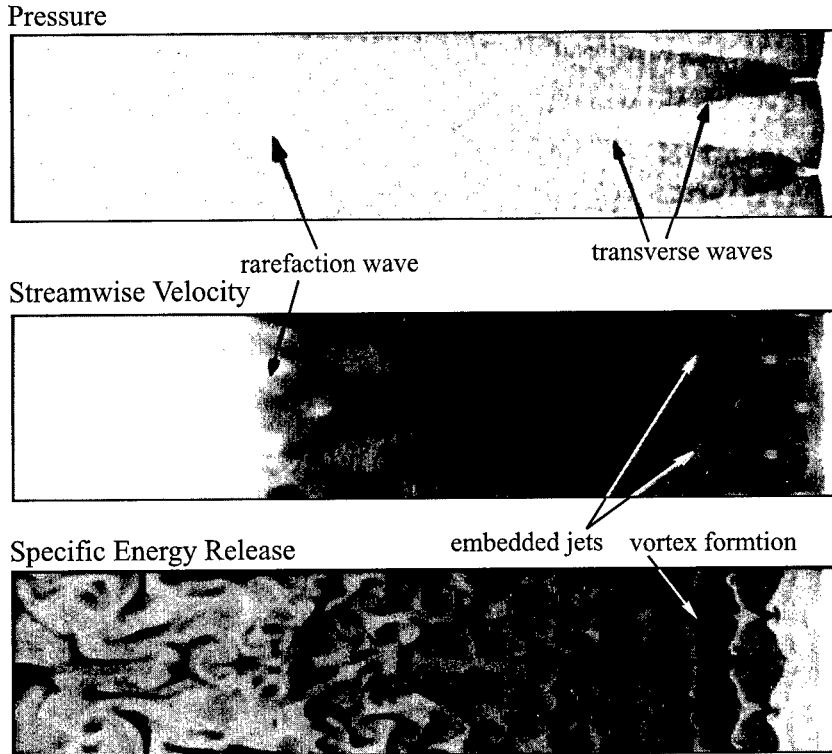 Pressure
rarefaction wave
transverse waves
Streamwise Velocity
embedded jets
vortex formtion
Specific Energy Release